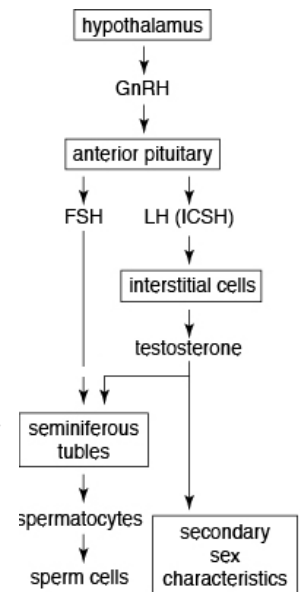 hypothalamus
GnRH
anterior pituitary
FSH LH (ICSH)
interstitial cells
testosterone
seminiferous
tubles
spermatocytes
sperm cells
secondary
sex
characteristics